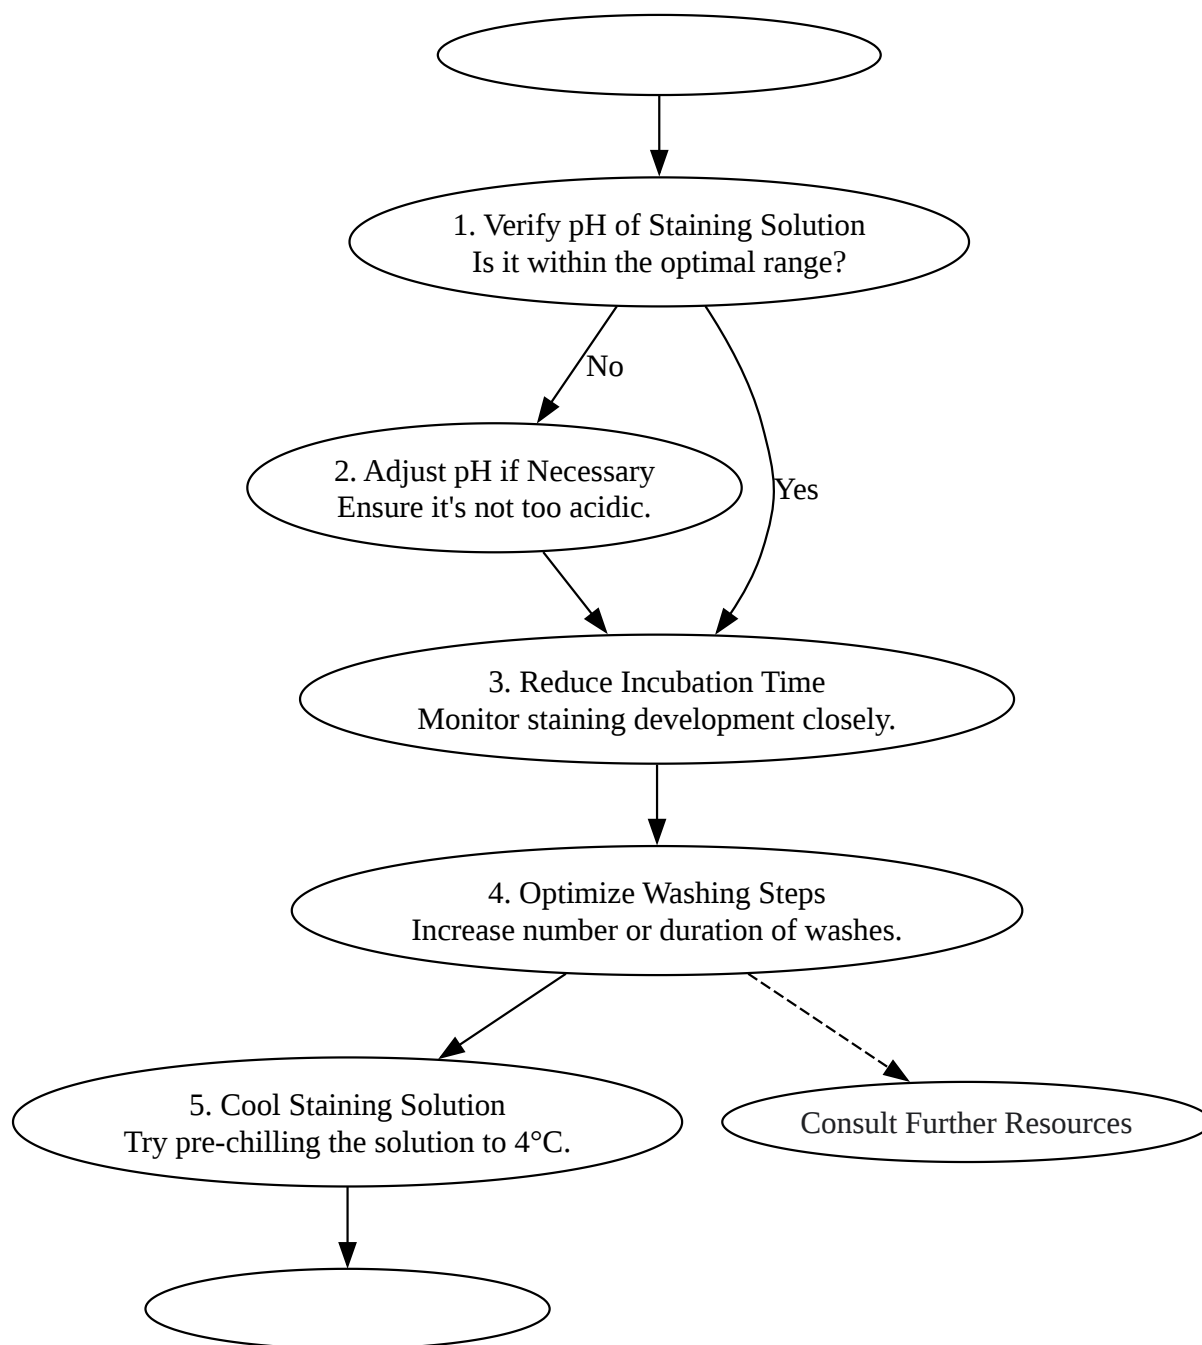 1. Verify pH of Staining Solution
Is it within the optimal range?
No
2. Adjust pH if Necessary
Ensure it's not too acidic.
Yes
3. Reduce Incubation Time
Monitor staining development closely.
4. Optimize Washing Steps
Increase number or duration of washes.
5. Cool Staining Solution
Try pre-chilling the solution to 4°C.
Consult Further Resources